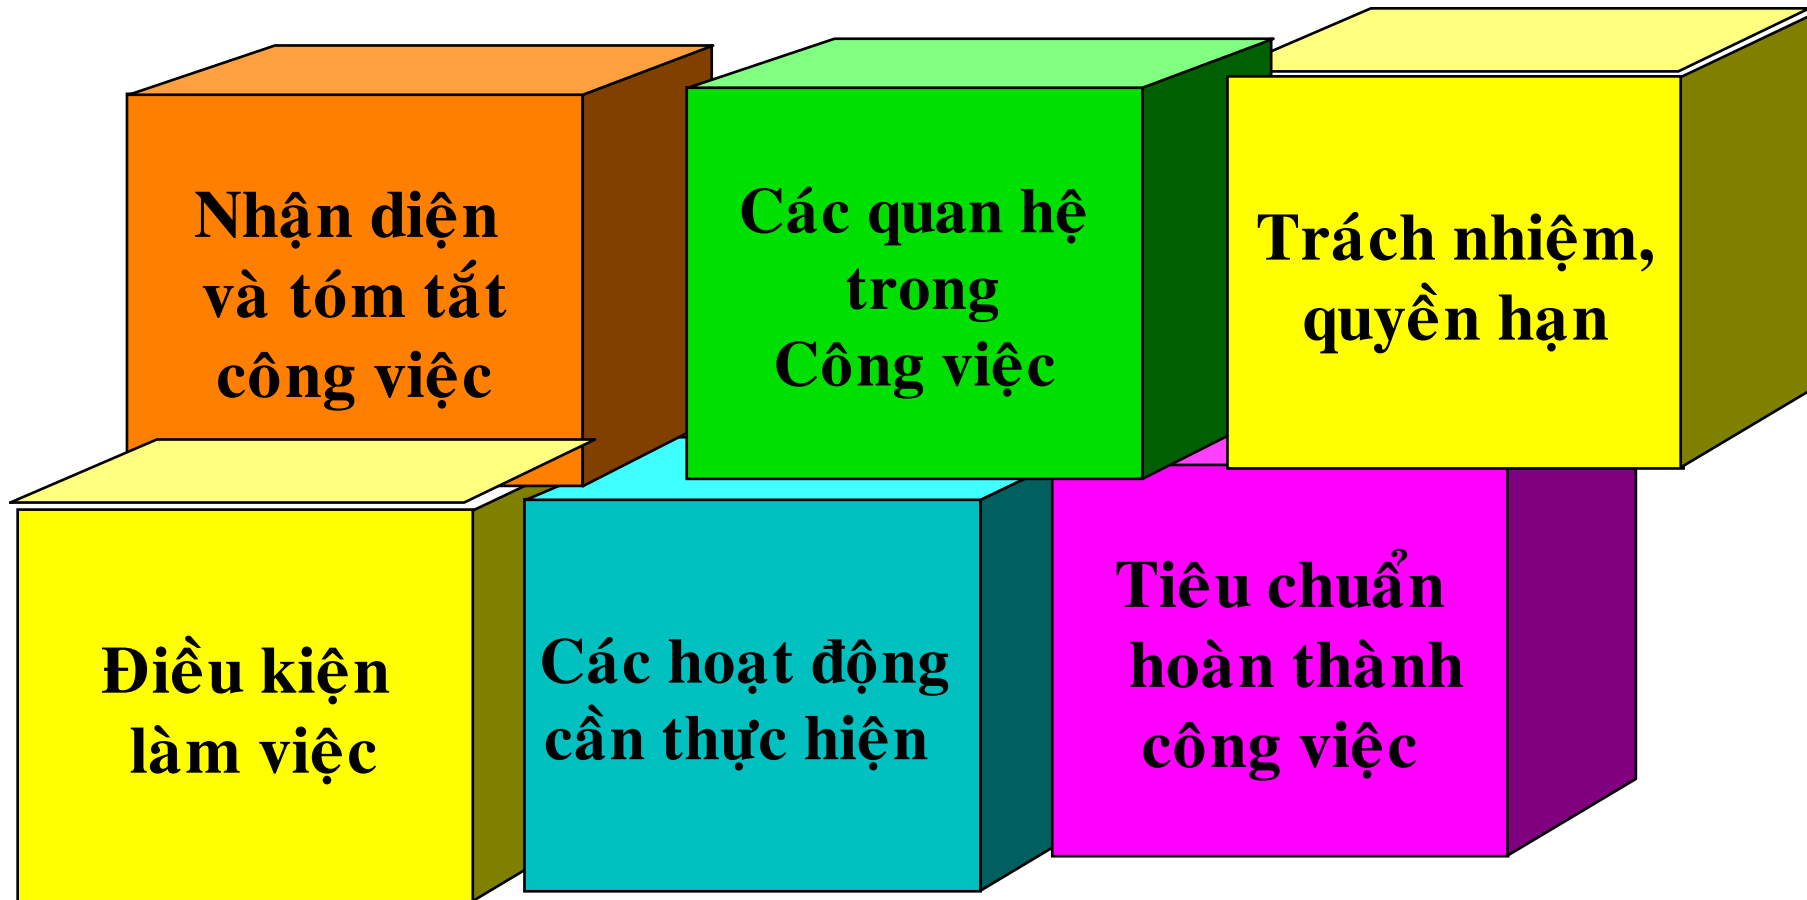 Nhận diện
và tóm tắt
công việc
Các quan hệ
trong
Công việc
Trách nhiệm,
quyền hạn
Điều kiện
làm việc
Các hoạt động
cần thực hiện
Tiêu chuẩn
hoàn thành
công việc